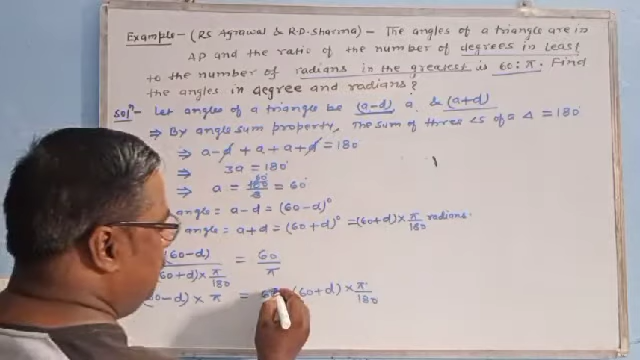 Example - (RS Agrawal & R.D. Sharma) - The angles of a triangle are in
AP and the ratio of the number of degrees in least
to the number of radians in the greatest is 60:π. Find
the angles in degree and radians?
Solⁿ- Let angles of a triangle be (a-d), a, & (a+d)
⇒ By angle sum property, The sum of three ∠s of a Δ = 180°
⇒ a - d + a + a + d = 180
⇒ 3a = 180°
⇒ a = 180/3 = 60°
angle = a - d = (60-d)°
angle = a + d = (60+d)° = (60+d) × π/180 radians.
(60-d) / (60+d) × π/180 = 60/π
(60-d) × π = (60+d) × π/180